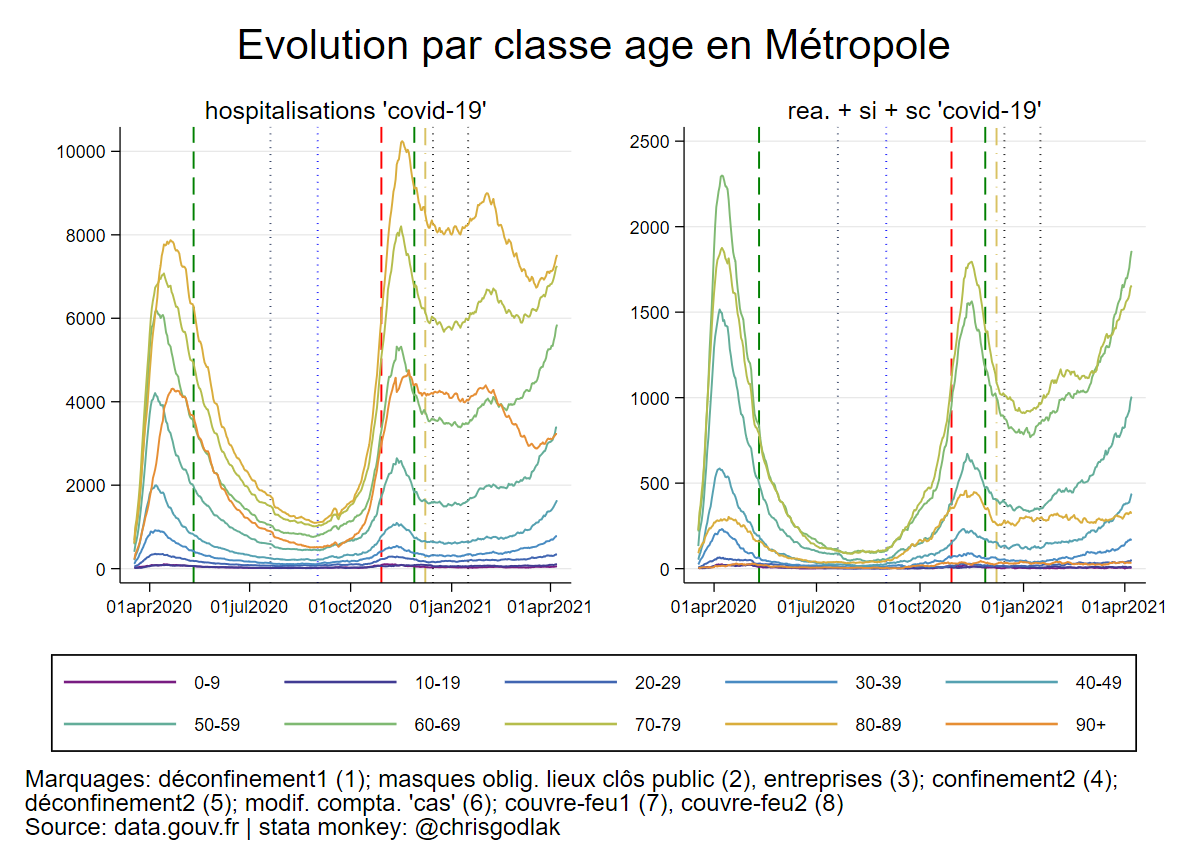 Evolution par classe age en Métropole
hospitalisations 'covid-19'
rea. + si + sc 'covid-19'
10000
8000
6000
4000
2000
0
01apr2020 01jul2020 01oct2020 01jan2021 01apr2021
2500
2000
1500
1000
500
0
01apr2020 01jul2020 01oct2020 01jan2021 01apr2021
0-9 10-19 20-29 30-39 40-49
50-59 60-69 70-79 80-89 90+
Marquages: déconfinement1 (1); masques oblig. lieux clôs public (2), entreprises (3); confinement2 (4);
déconfinement2 (5); modif. compta. 'cas' (6); couvre-feu1 (7), couvre-feu2 (8)
Source: data.gouv.fr | stata monkey: @chrisgodlak